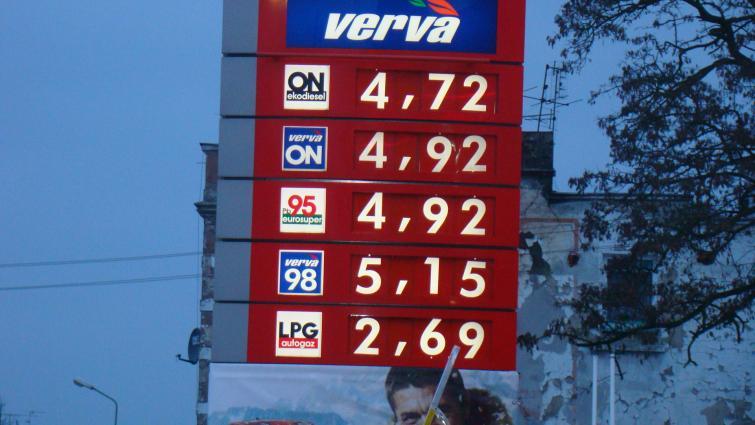 verva
ON
ekodiesel
4,72
verva
ON
4,92
Pb
95
eurosuper
4,92
verva
98
5,15
LPG
autogaz
2,69